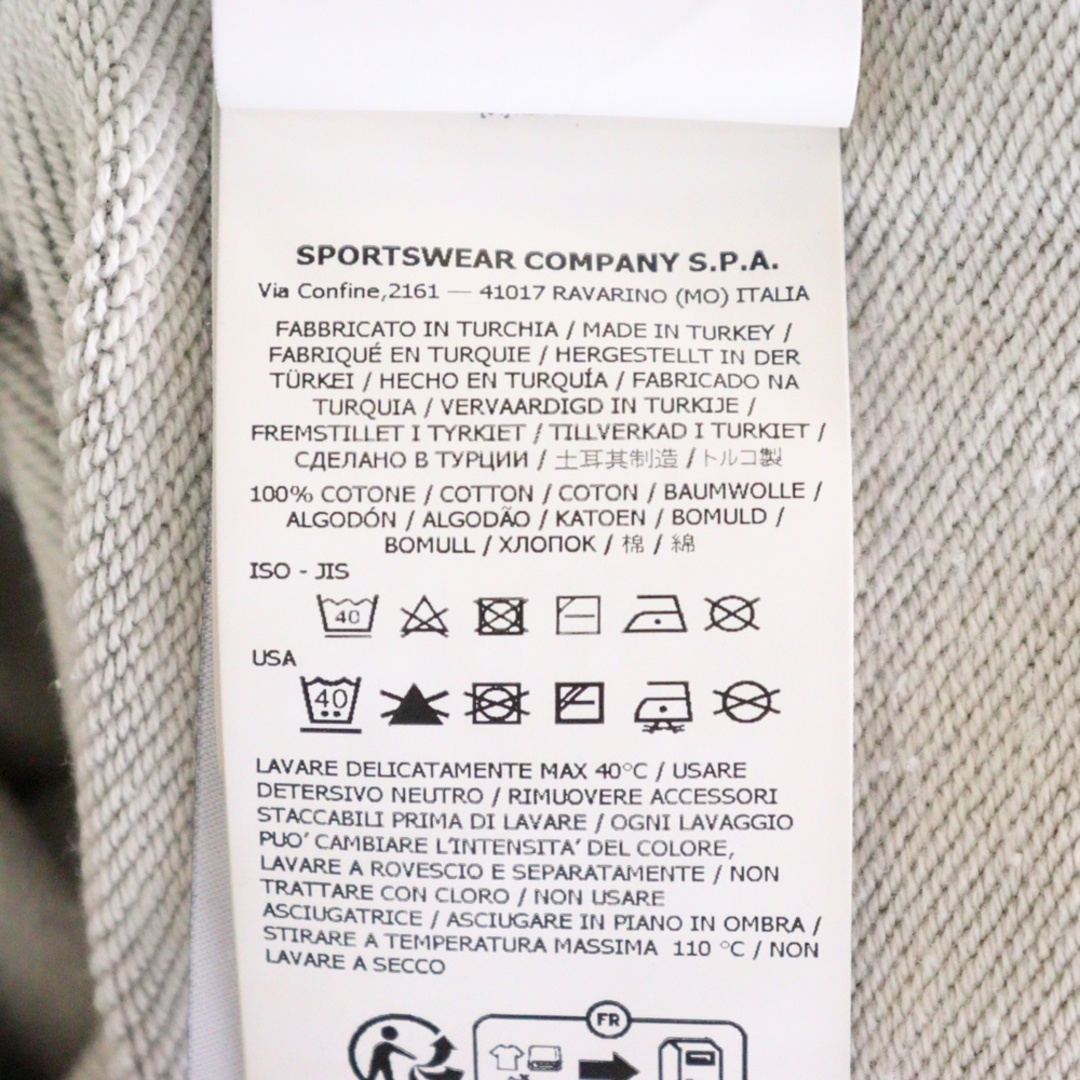 SPORTSWEAR COMPANY S.P.A.
Via Confine,2161 — 41017 RAVARINO (MO) ITALIA
FABBRICATO IN TURCHIA / MADE IN TURKEY /
FABRIQUÉ EN TURQUIE / HERGESTELLT IN DER
TÜRKEI / HECHO EN TURQUÍA / FABRICADO NA
TURQUIA / VERVAARDIGD IN TURKIJE /
FREMSTILLET I TYRKIET / TILLVERKAD I TURKIET /
СДЕЛАНО В ТУРЦИИ / 土耳其制造 / トルコ製
100% COTONE / COTTON / COTON / BAUMWOLLE /
ALGODÓN / ALGODÃO / KATOEN / BOMULD /
BOMULL / ХЛОПОК / 棉 / 綿
ISO - JIS
40
USA
40
LAVARE DELICATAMENTE MAX 40°C / USARE
DETERSIVO NEUTRO / RIMUOVERE ACCESSORI
STACCABILI PRIMA DI LAVARE / OGNI LAVAGGIO
PUO' CAMBIARE L'INTENSITA' DEL COLORE,
LAVARE A ROVESCIO E SEPARATAMENTE / NON
TRATTARE CON CLORO / NON USARE
ASCIUGATRICE / ASCIUGARE IN PIANO IN OMBRA /
STIRARE A TEMPERATURA MASSIMA 110 °C / NON
LAVARE A SECCO
FR